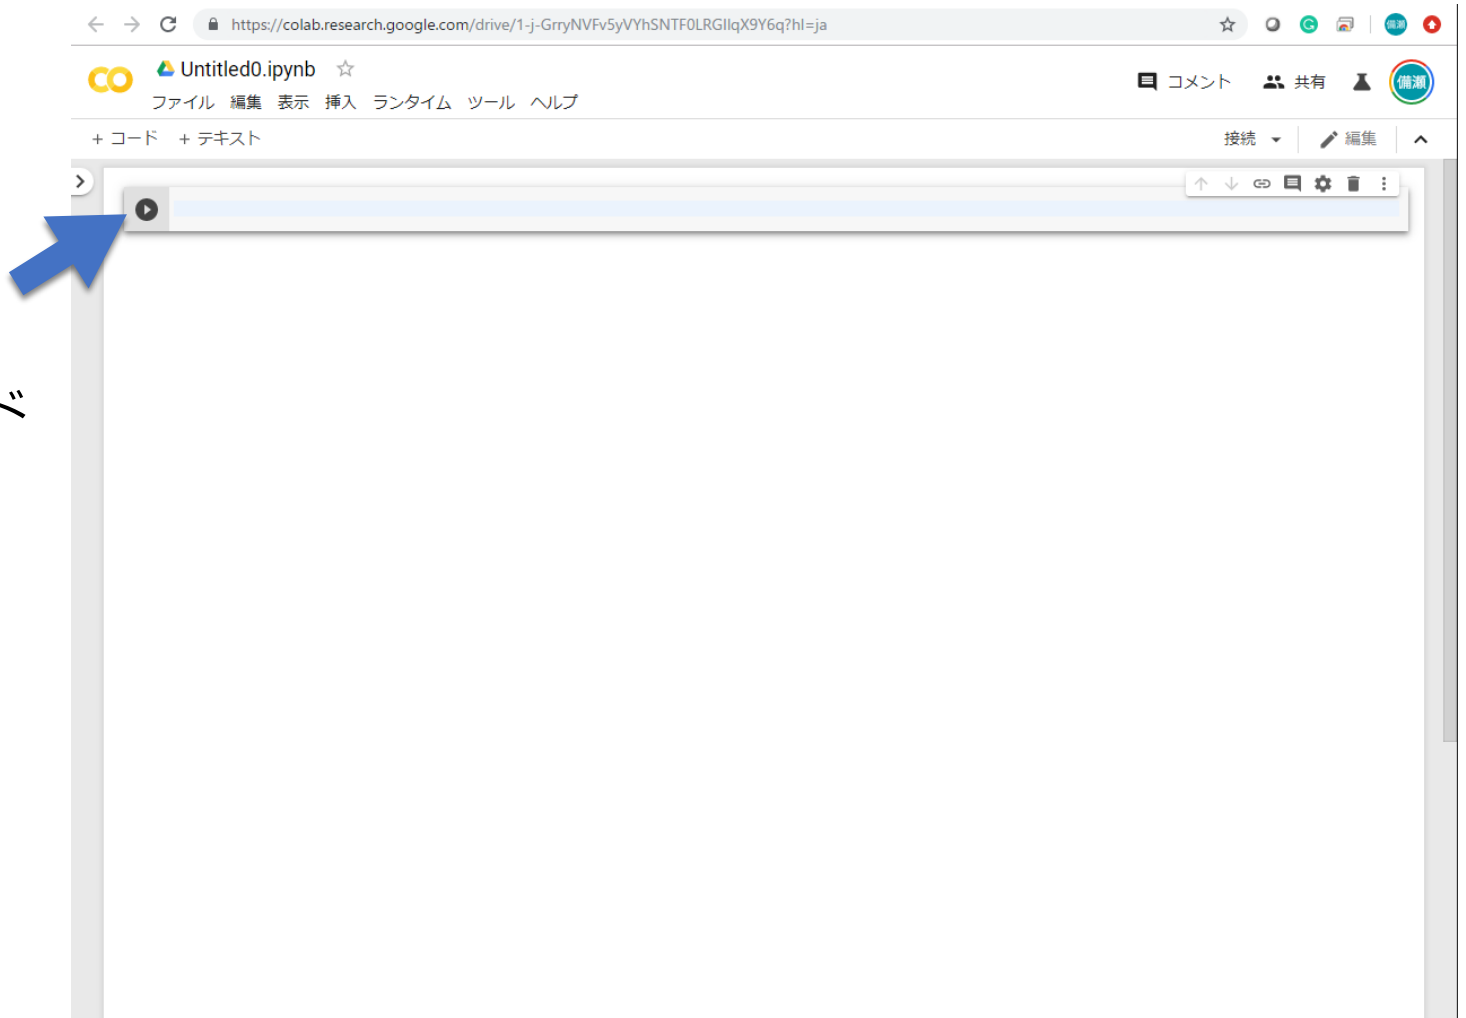 https://colab.research.google.com/drive/1-j-GrryNVFv5yVYhSNTF0LRGIlqX9Y6q?hl=ja
備瀬
CO
Untitled0.ipynb
ファイル 編集 表示 挿入 ランタイム ツール ヘルプ
コメント 共有 備瀬
+ コード + テキスト
接続 編集